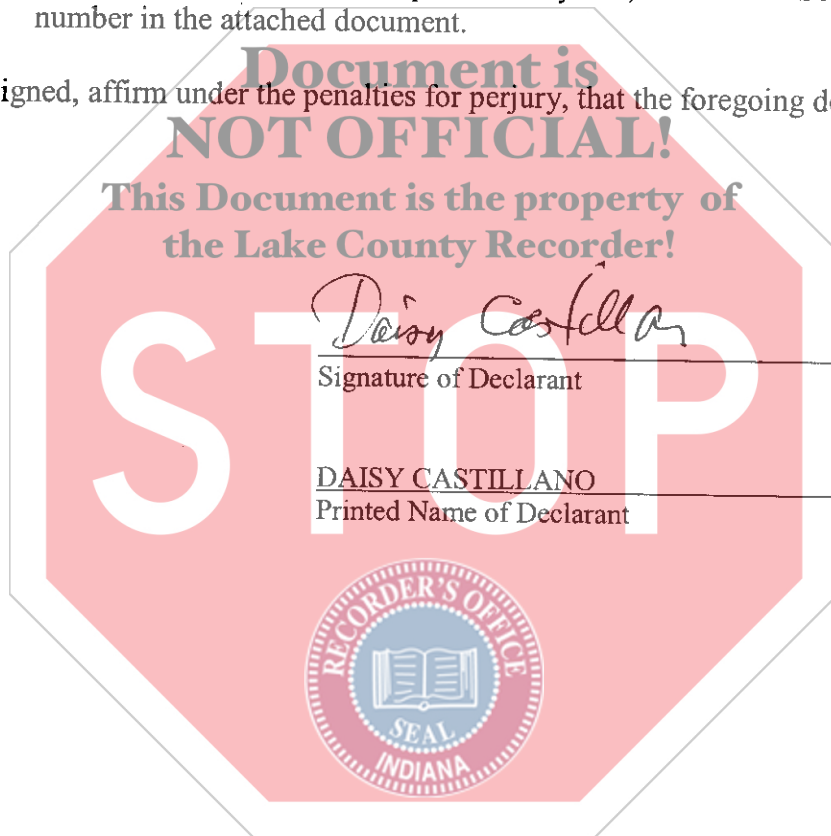 number in the attached document.
Document is
igned, affirm under the penalties for perjury, that the foregoing d
NOT OFFICIAL!
This Document is the property of
the Lake County Recorder!
STOP
Daisy Castillano
Signature of Declarant
DAISY CASTILLANO
Printed Name of Declarant
RECORDER'S OFFICE
SEAL
INDIANA